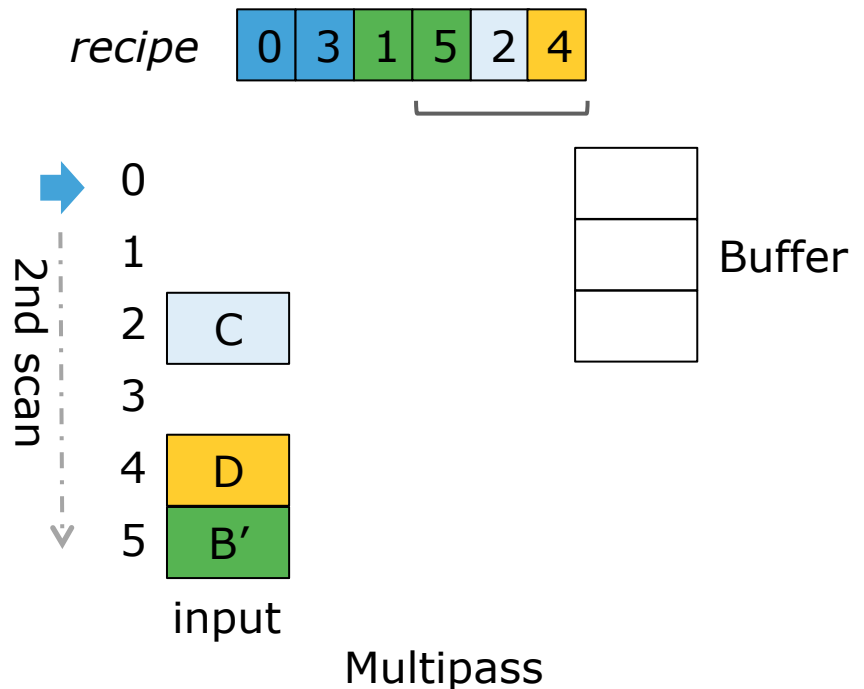 recipe 0 3 1 5 2 4
0
1
2 C
3
4 D
5 B′
2nd scan
Buffer
input
Multipass